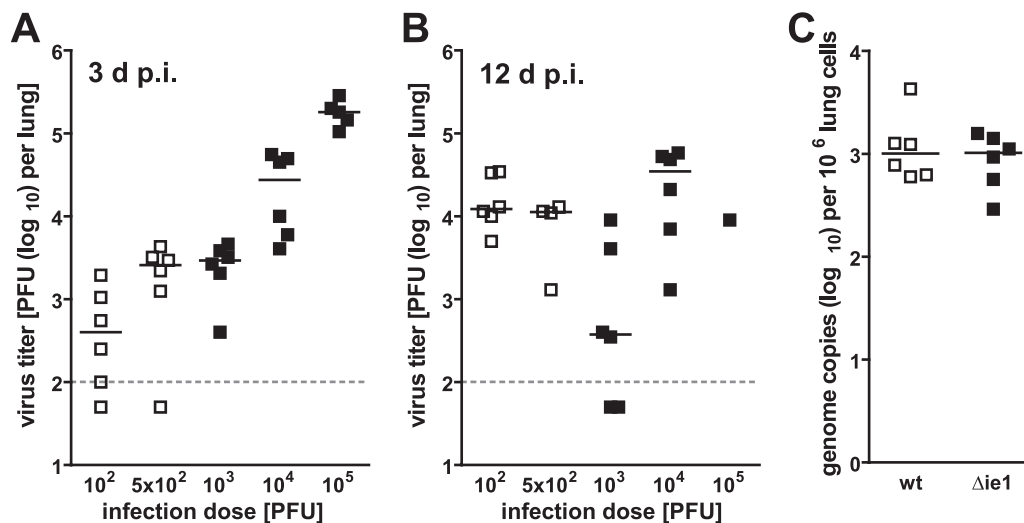 A
3 d p.i.
virus titer [PFU (log 10) per lung]
6
5
4
3
2
1
10² 5x10² 10³ 10⁴ 10⁵
infection dose [PFU]
B
12 d p.i.
virus titer [PFU (log 10) per lung]
6
5
4
3
2
1
10² 5x10² 10³ 10⁴ 10⁵
infection dose [PFU]
C
genome copies (log 10) per 10 6 lung cells
4
3
2
1
0
wt Δie1